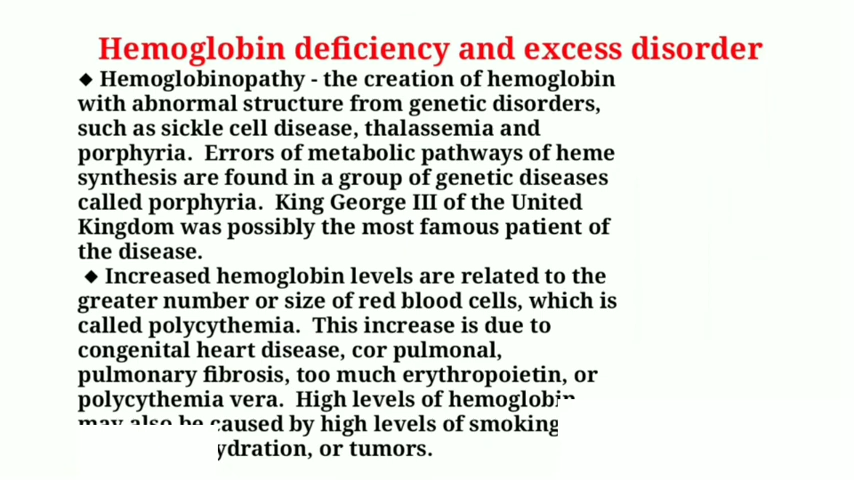 Hemoglobin deficiency and excess disorder
◆ Hemoglobinopathy - the creation of hemoglobin
with abnormal structure from genetic disorders,
such as sickle cell disease, thalassemia and
porphyria. Errors of metabolic pathways of heme
synthesis are found in a group of genetic diseases
called porphyria. King George III of the United
Kingdom was possibly the most famous patient of
the disease.
◆ Increased hemoglobin levels are related to the
greater number or size of red blood cells, which is
called polycythemia. This increase is due to
congenital heart disease, cor pulmonal,
pulmonary fibrosis, too much erythropoietin, or
polycythemia vera. High levels of hemoglobin
may also be caused by high levels of smoking
or tumors.